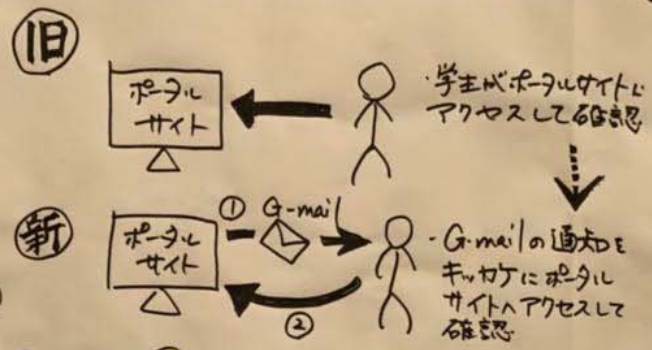 旧
ポータル
サイト
・学生がポータルサイトに
アクセスして確認
新
ポータル
サイト
① G-mail
②
・G-mailの通知を
キッカケにポータル
サイトへアクセスして
確認